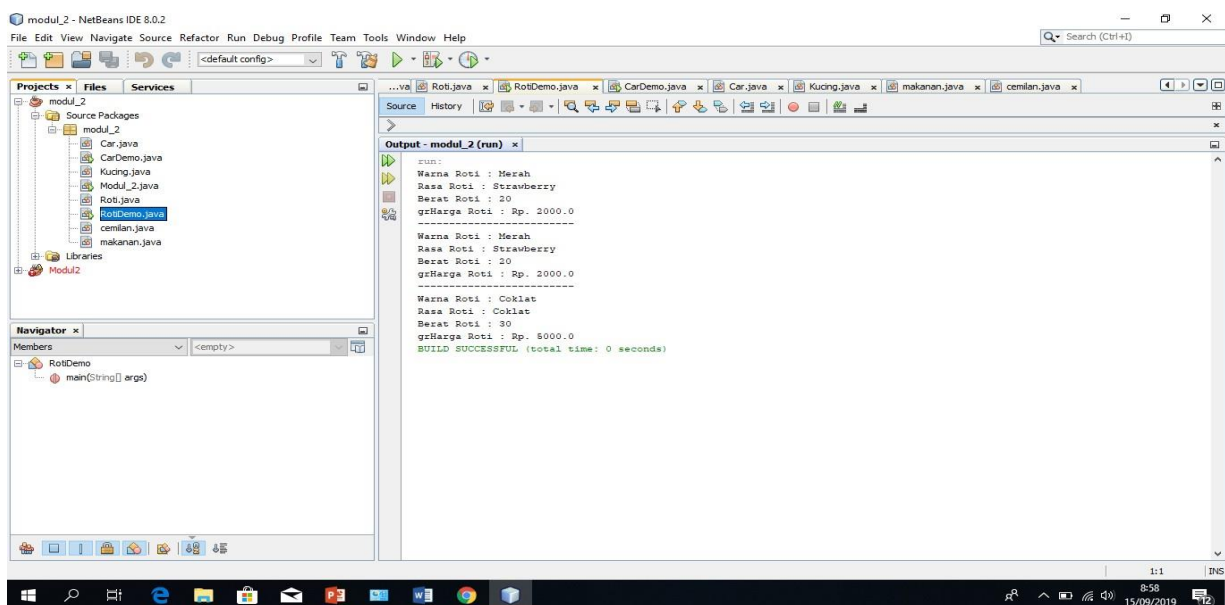 modul_2 - NetBeans IDE 8.0.2
File Edit View Navigate Source Refactor Run Debug Profile Team Tools Window Help
Search (Ctrl+I)
<default config>
Projects Files Services
modul_2
Source Packages
modul_2
Car.java
CarDemo.java
Kucing.java
Modul_2.java
Roti.java
RotiDemo.java
cemilan.java
makanan.java
Libraries
Modul2
Navigator
Members <empty>
RotiDemo
main(String[] args)
...va Roti.java RotiDemo.java CarDemo.java Car.java Kucing.java makanan.java cemilan.java
Source History
Output - modul_2 (run)
run:
Warna Roti : Merah
Rasa Roti : Strawberry
Berat Roti : 20
grHarga Roti : Rp. 2000.0
--------------------------
Warna Roti : Merah
Rasa Roti : Strawberry
Berat Roti : 20
grHarga Roti : Rp. 2000.0
--------------------------
Warna Roti : Coklat
Rasa Roti : Coklat
Berat Roti : 30
grHarga Roti : Rp. 5000.0
BUILD SUCCESSFUL (total time: 0 seconds)
1:1 INS
8:58
15/09/2019
12